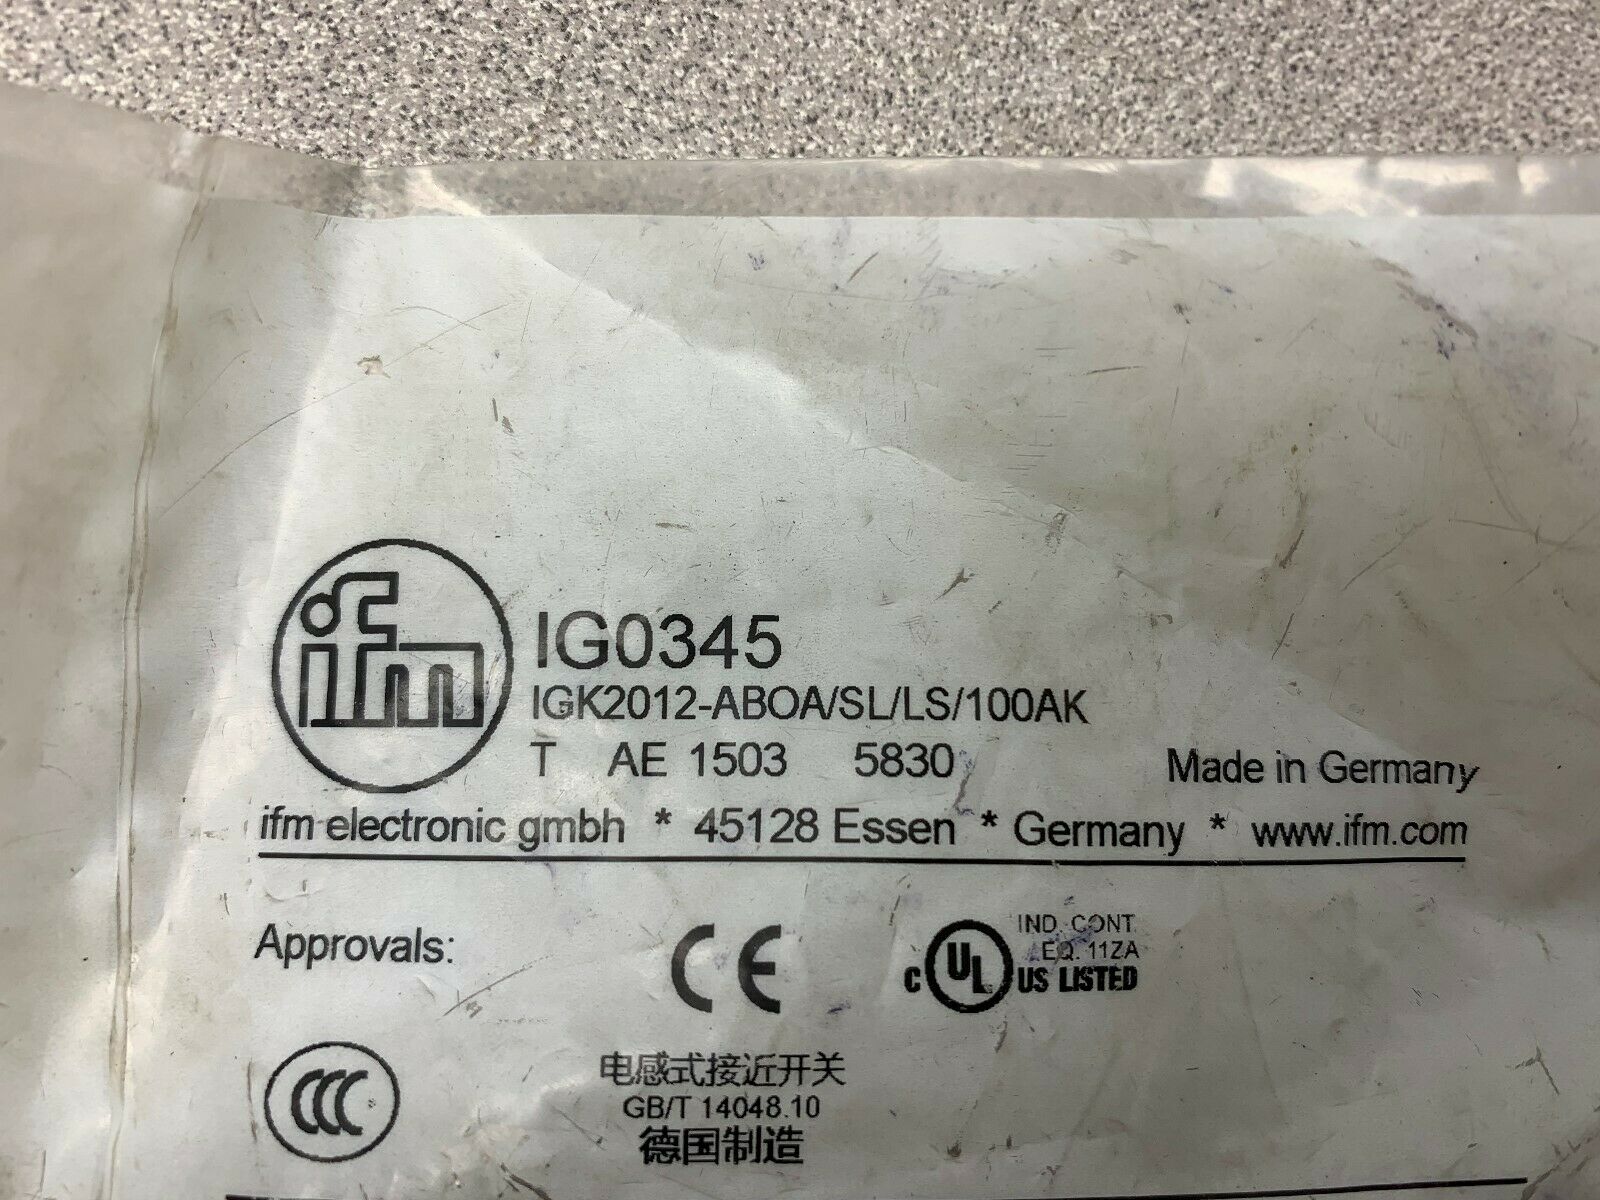 ifm
IG0345
IGK2012-ABOA/SL/LS/100AK
T AE 1503 5830 Made in Germany
ifm electronic gmbh * 45128 Essen * Germany * www.ifm.com
Approvals: CE C UL US LISTED
IND. CONT.
EQ. 11ZA
CCC
电感式接近开关
GB/T 14048.10
德国制造